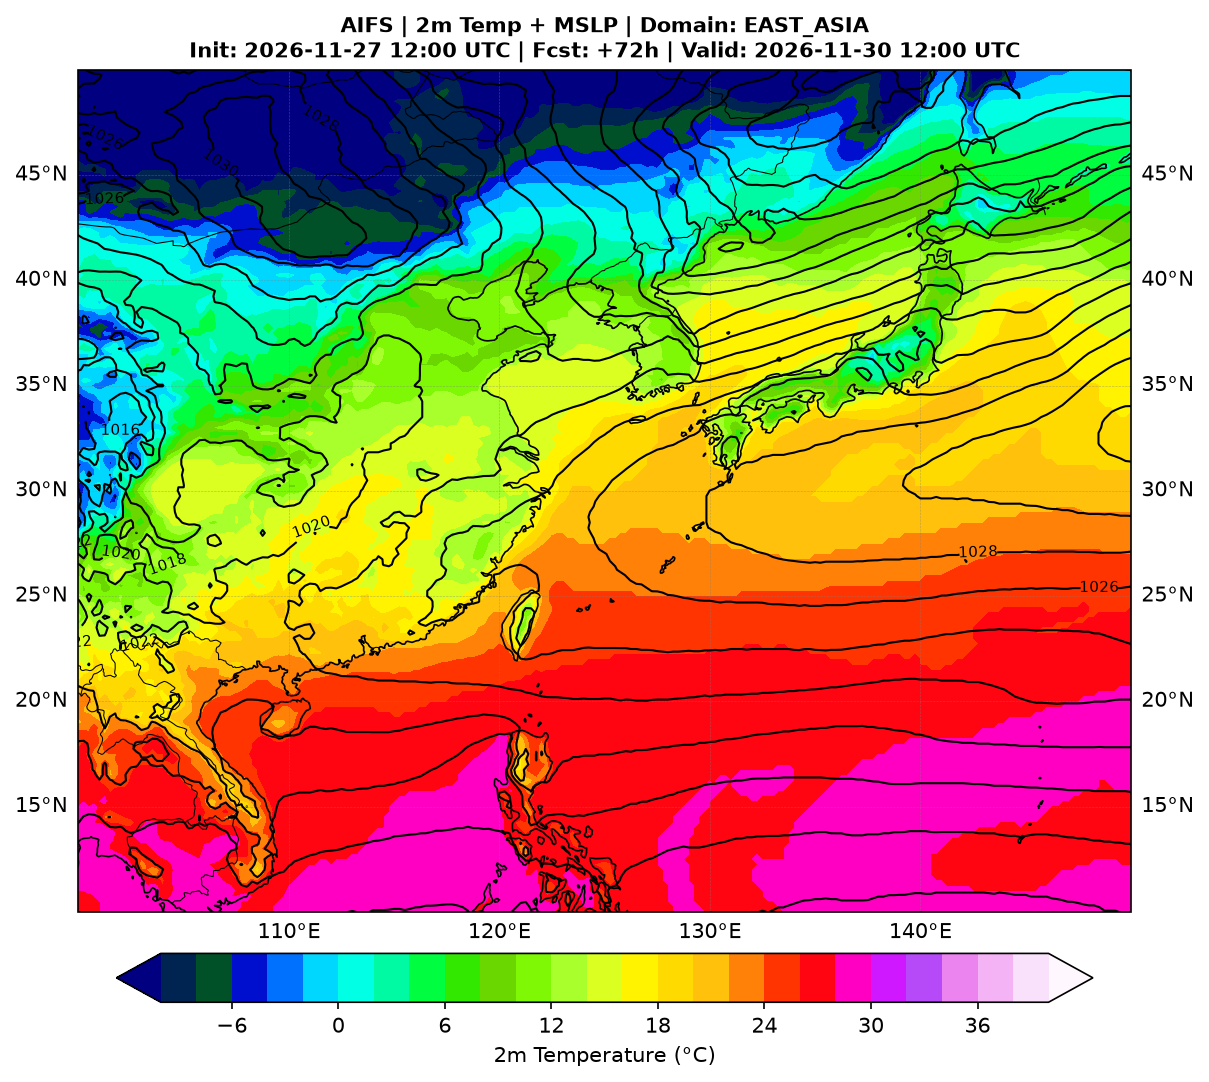 AIFS | 2m Temp + MSLP | Domain: EAST_ASIA
Init: 2026-11-27 12:00 UTC | Fcst: +72h | Valid: 2026-11-30 12:00 UTC
1026
1026
1030
45°N
45°N
1026
40°N
40°N
35°N
35°N
1016
30°N
30°N
1020
1020
1018
1028
25°N
1026
25°N
22
1022
20°N
20°N
15°N
15°N
110°E
120°E
130°E
140°E
−6
0
6
12
18
24
30
36
2m Temperature (°C)